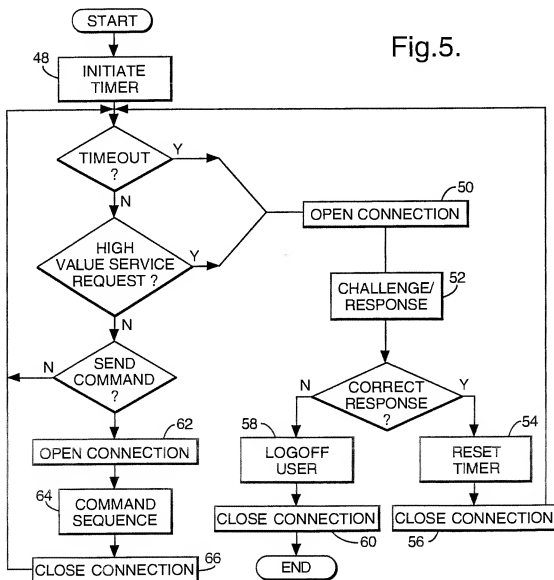 START
Fig.5.
48
INITIATE
TIMER
TIMEOUT
?
Y
N
50
OPEN CONNECTION
HIGH
VALUE SERVICE
REQUEST ?
Y
N
52
CHALLENGE/
RESPONSE
N
SEND
COMMAND
?
N
CORRECT
RESPONSE
?
Y
62
OPEN CONNECTION
58
LOGOFF
USER
54
RESET
TIMER
64
COMMAND
SEQUENCE
CLOSE CONNECTION
60
CLOSE CONNECTION
56
CLOSE CONNECTION
66
END